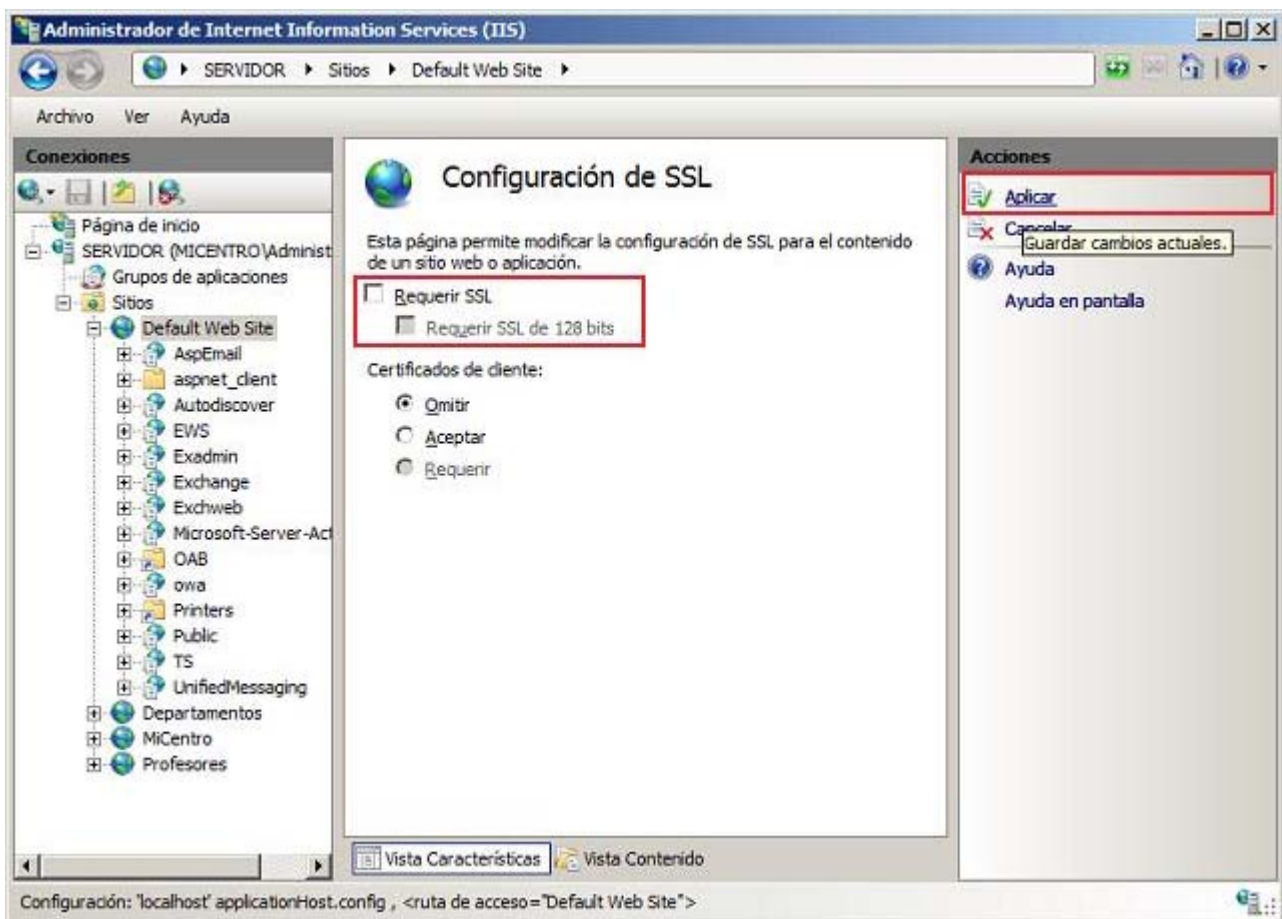 Administrador de Internet Information Services (IIS)
SERVIDOR Sitios Default Web Site
Archivo Ver Ayuda
Conexiones
Página de inicio
SERVIDOR (MICENTRO\Administ
Grupos de aplicaciones
Sitios
Default Web Site
AspEmail
aspnet_client
Autodiscover
EWS
Exadmin
Exchange
Exchweb
Microsoft-Server-Act
OAB
owa
Printers
Public
TS
UnifiedMessaging
Departamentos
MiCentro
Profesores
Configuración de SSL
Esta página permite modificar la configuración de SSL para el contenido
de un sitio web o aplicación.
Requerir SSL
Requerir SSL de 128 bits
Certificados de cliente:
Omitir
Aceptar
Requerir
Vista Características Vista Contenido
Acciones
Aplicar
Cancelar
Guardar cambios actuales.
Ayuda
Ayuda en pantalla
Configuración: 'localhost' applicationHost.config , <ruta de acceso="Default Web Site">